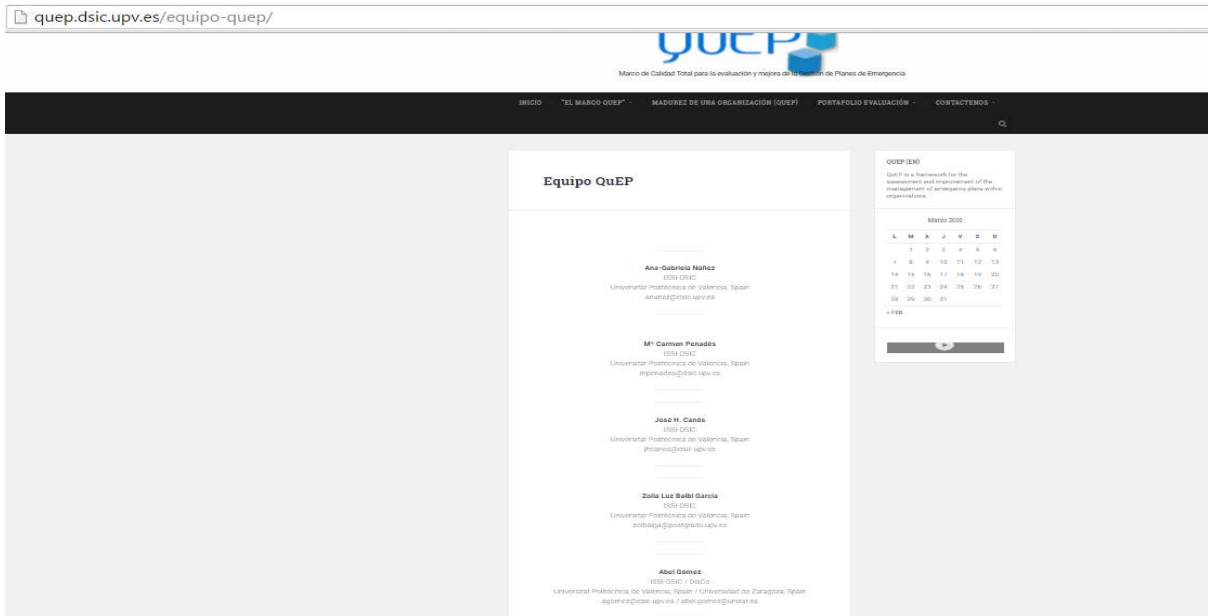 quep.dsic.upv.es/equipo-quep/
QUEP
Marco de Calidad Total para la evaluación y mejora de la Gestión de Planes de Emergencia
INICIO "EL MARCO QUEP" - MADUREZ DE UNA ORGANIZACIÓN (QUEP) PORTAFOLIO EVALUACIÓN - CONTACTENOS -
Equipo QuEP
Ana-Gabriela Núñez
ISSI-DSIC
Universitat Politècnica de València, Spain
anunez@dsic.upv.es
Mª Carmen Penadés
ISSI-DSIC
Universitat Politècnica de València, Spain
mpenades@dsic.upv.es
José H. Canós
ISSI-DSIC
Universitat Politècnica de València, Spain
jhcanos@dsic.upv.es
Zoila Luz Balbi García
ISSI-DSIC
Universitat Politècnica de València, Spain
Abel Gómez
ISSI-DSIC / DIsCo
Universitat Politècnica de València, Spain / Universidad de Zaragoza, Spain
agomez@dsic.upv.es / abel.gomez@unizar.es
QUEP (EN)
QuEP is a framework for the
assessment and improvement of the
management of emergency plans within
organizations.
Marzo 2016
L M X J V S D
1 2 3 4 5 6
7 8 9 10 11 12 13
14 15 16 17 18 19 20
21 22 23 24 25 26 27
28 29 30 31
« FEB